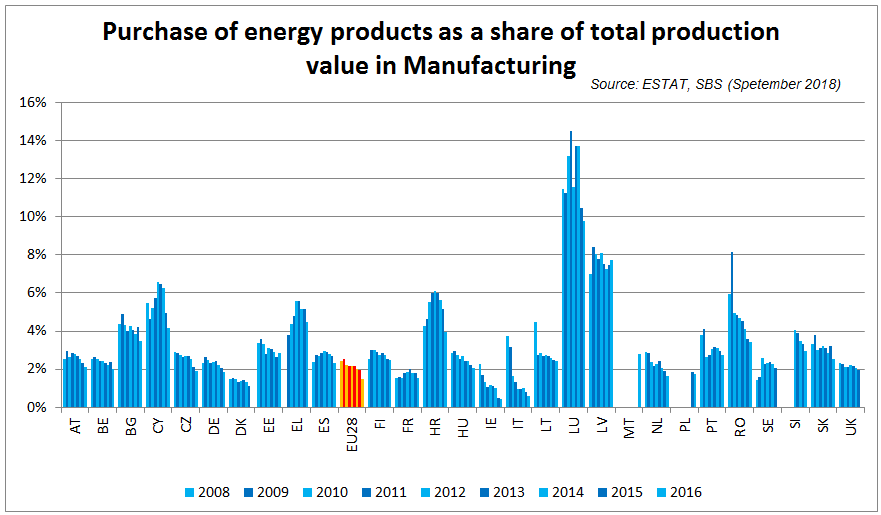 Purchase of energy products as a share of total production
value in Manufacturing
Source: ESTAT, SBS (Spetember 2018)
16%
14%
12%
10%
8%
6%
4%
2%
0%
AT BE BG CY CZ DE DK EE EL ES EU28 FI FR HR HU IE IT LT LU LV MT NL PL PT RO SE SI SK UK
2008 2009 2010 2011 2012 2013 2014 2015 2016